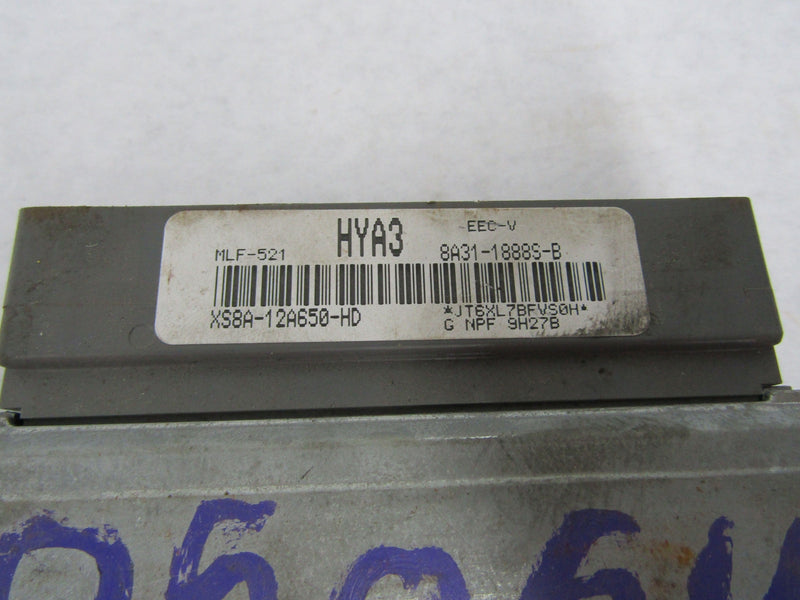 HYA3 EEC-V
MLF-521 8A31-1888S-B
XS8A-12A650-HD *JT6XL7BFVS0H*
G NPF 9H27B